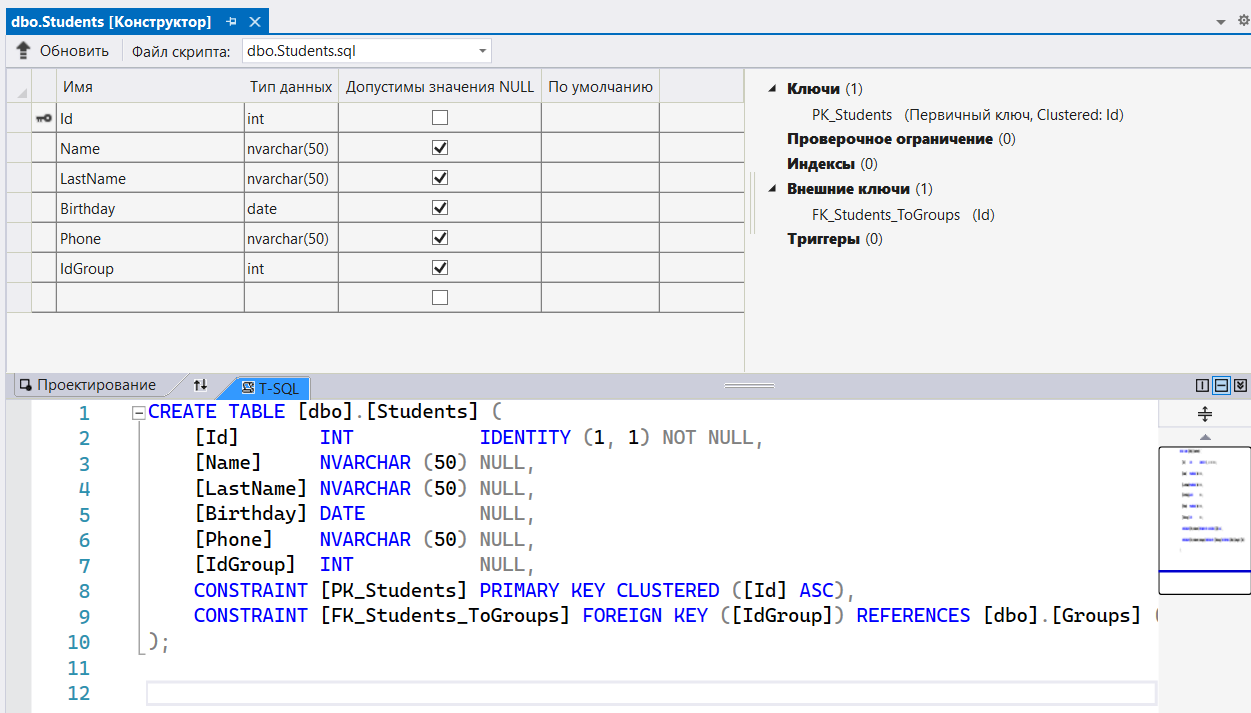 dbo.Students [Конструктор]
Обновить Файл скрипта: dbo.Students.sql
Имя Тип данных Допустимы значения NULL По умолчанию
Id int
Name nvarchar(50)
LastName nvarchar(50)
Birthday date
Phone nvarchar(50)
IdGroup int
Ключи (1)
PK_Students (Первичный ключ, Clustered: Id)
Проверочное ограничение (0)
Индексы (0)
Внешние ключи (1)
FK_Students_ToGroups (Id)
Триггеры (0)
Проектирование T-SQL
1 CREATE TABLE [dbo].[Students] (
2 [Id] INT IDENTITY (1, 1) NOT NULL,
3 [Name] NVARCHAR (50) NULL,
4 [LastName] NVARCHAR (50) NULL,
5 [Birthday] DATE NULL,
6 [Phone] NVARCHAR (50) NULL,
7 [IdGroup] INT NULL,
8 CONSTRAINT [PK_Students] PRIMARY KEY CLUSTERED ([Id] ASC),
9 CONSTRAINT [FK_Students_ToGroups] FOREIGN KEY ([IdGroup]) REFERENCES [dbo].[Groups] (
10 );
11
12